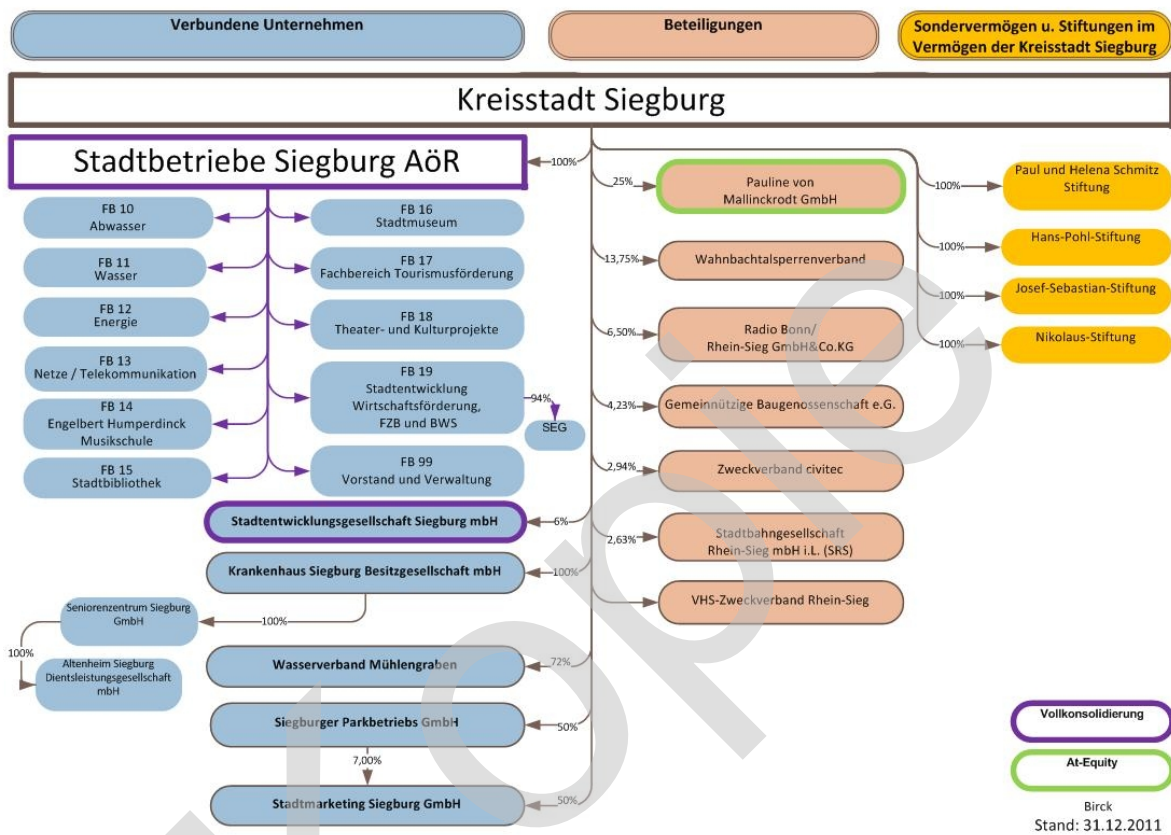 Verbundene Unternehmen
Beteiligungen
Sondervermögen u. Stiftungen im
Vermögen der Kreisstadt Siegburg
Kreisstadt Siegburg
Stadtbetriebe Siegburg AöR
100%
FB 10
Abwasser
FB 11
Wasser
FB 12
Energie
FB 13
Netze / Telekommunikation
FB 14
Engelbert Humperdinck
Musikschule
FB 15
Stadtbibliothek
FB 16
Stadtmuseum
FB 17
Fachbereich Tourismusförderung
FB 18
Theater- und Kulturprojekte
FB 19
Stadtentwicklung
Wirtschaftsförderung,
FZB und BWS
94%
SEG
FB 99
Vorstand und Verwaltung
Stadtentwicklungsgesellschaft Siegburg mbH
6%
Krankenhaus Siegburg Besitzgesellschaft mbH
100%
Seniorenzentrum Siegburg
GmbH
100%
100%
Altenheim Siegburg
Dientsleistungsgesellschaft
mbH
Wasserverband Mühlengraben
72%
Siegburger Parkbetriebs GmbH
50%
7,00%
Stadtmarketing Siegburg GmbH
50%
25%
Pauline von
Mallinckrodt GmbH
13,75%
Wahnbachtalsperrenverband
6,50%
Radio Bonn/
Rhein-Sieg GmbH&Co.KG
4,23%
Gemeinnützige Baugenossenschaft e.G.
2,94%
Zweckverband civitec
2,63%
Stadtbahngesellschaft
Rhein-Sieg mbH i.L. (SRS)
VHS-Zweckverband Rhein-Sieg
100%
Paul und Helena Schmitz
Stiftung
100%
Hans-Pohl-Stiftung
100%
Josef-Sebastian-Stiftung
100%
Nikolaus-Stiftung
Vollkonsolidierung
At-Equity
Birck
Stand: 31.12.2011
Kopie